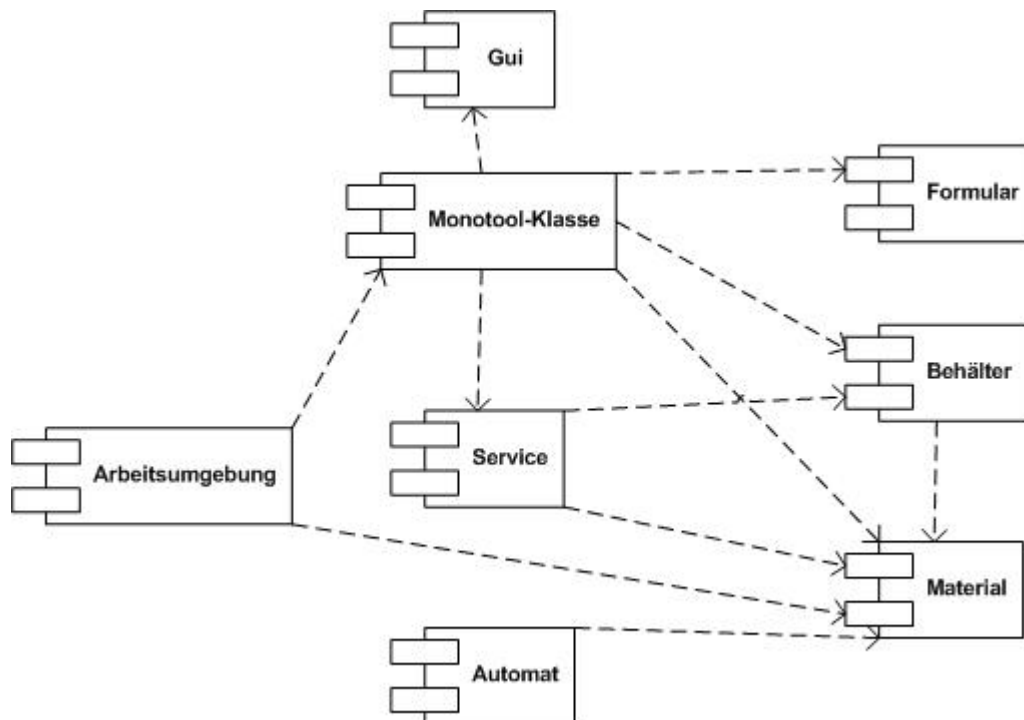 Gui
Monotool-Klasse
Formular
Behälter
Service
Arbeitsumgebung
Material
Automat